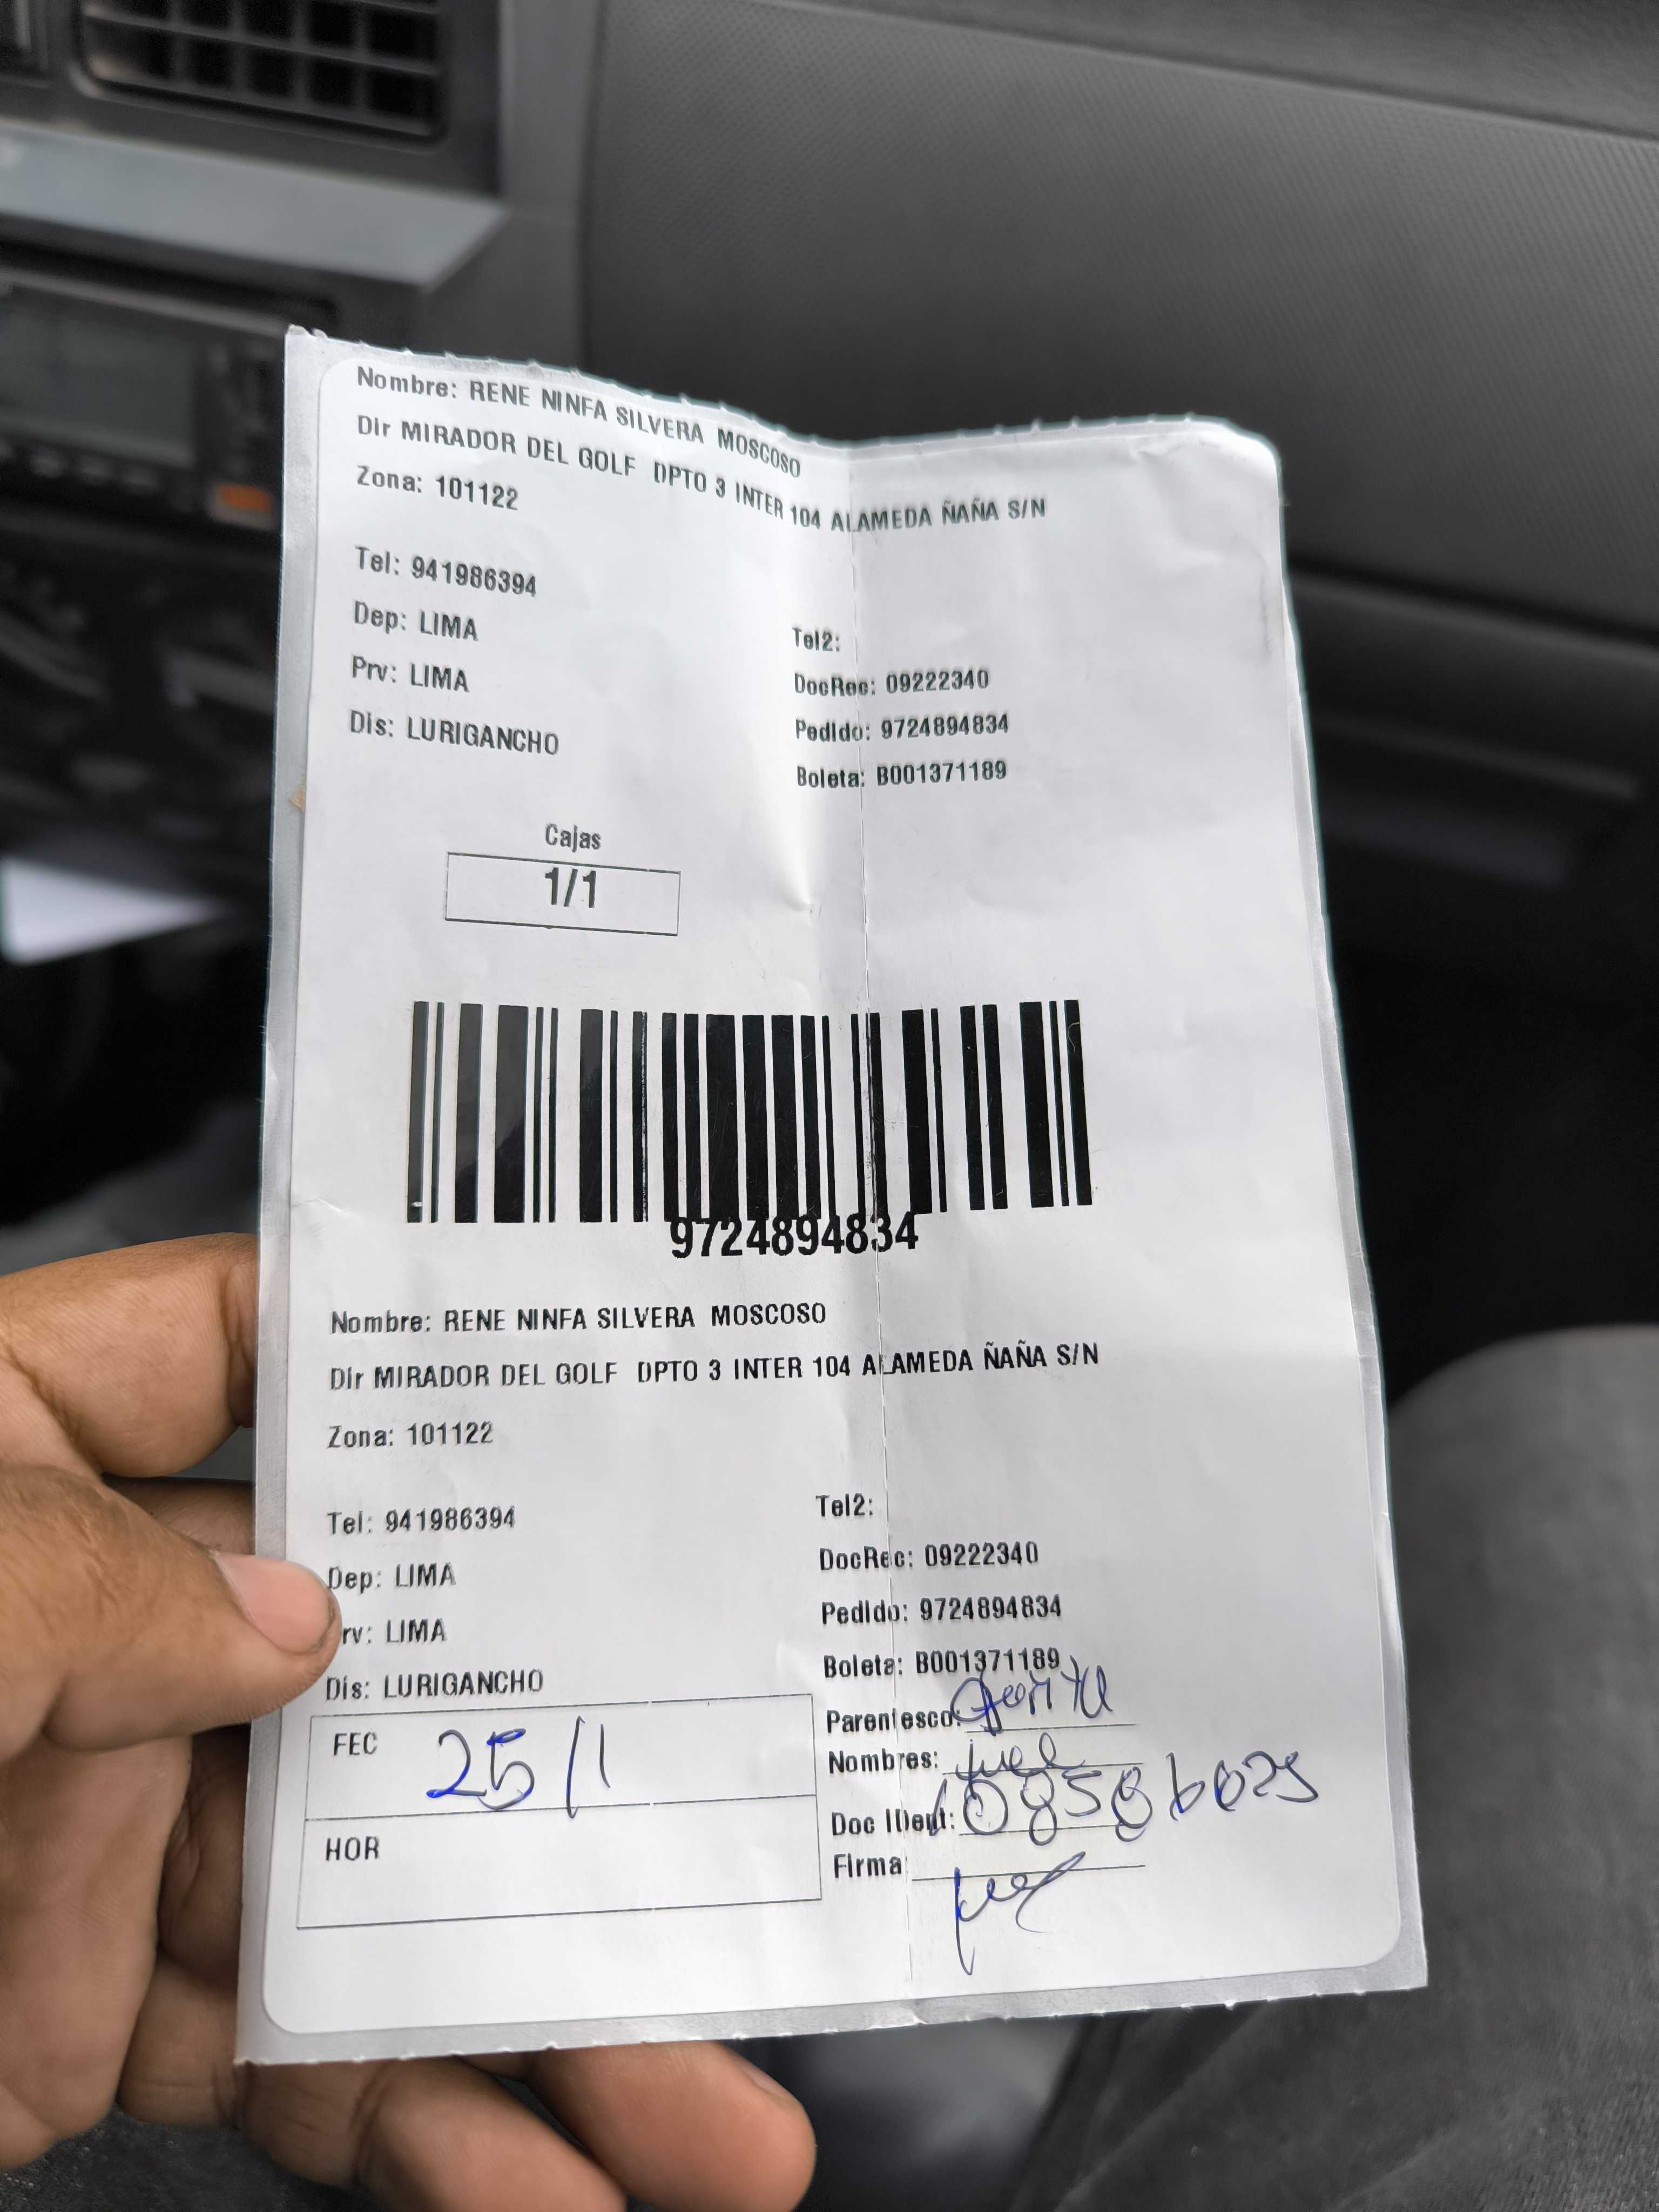 Nombre: RENE NINFA SILVERA MOSCOSO
Dir MIRADOR DEL GOLF DPTO 3 INTER 104 ALAMEDA ÑAÑA S/N
Zona: 101122
Tel: 941986394
Tel2:
Dep: LIMA
DocRec: 09222340
Prv: LIMA
Pedido: 9724894834
Dis: LURIGANCHO
Boleta: B001371189
Cajas
1/1
9724894834
Nombre: RENE NINFA SILVERA MOSCOSO
Dir MIRADOR DEL GOLF DPTO 3 INTER 104 ALAMEDA ÑAÑA S/N
Zona: 101122
Tel: 941986394
Tel2:
Dep: LIMA
DocRec: 09222340
rv: LIMA
Pedido: 9724894834
Dis: LURIGANCHO
Boleta: B001371189
FEC 25/1
Parentesco:
Nombres:
HOR
Doc IDent:
Firma: